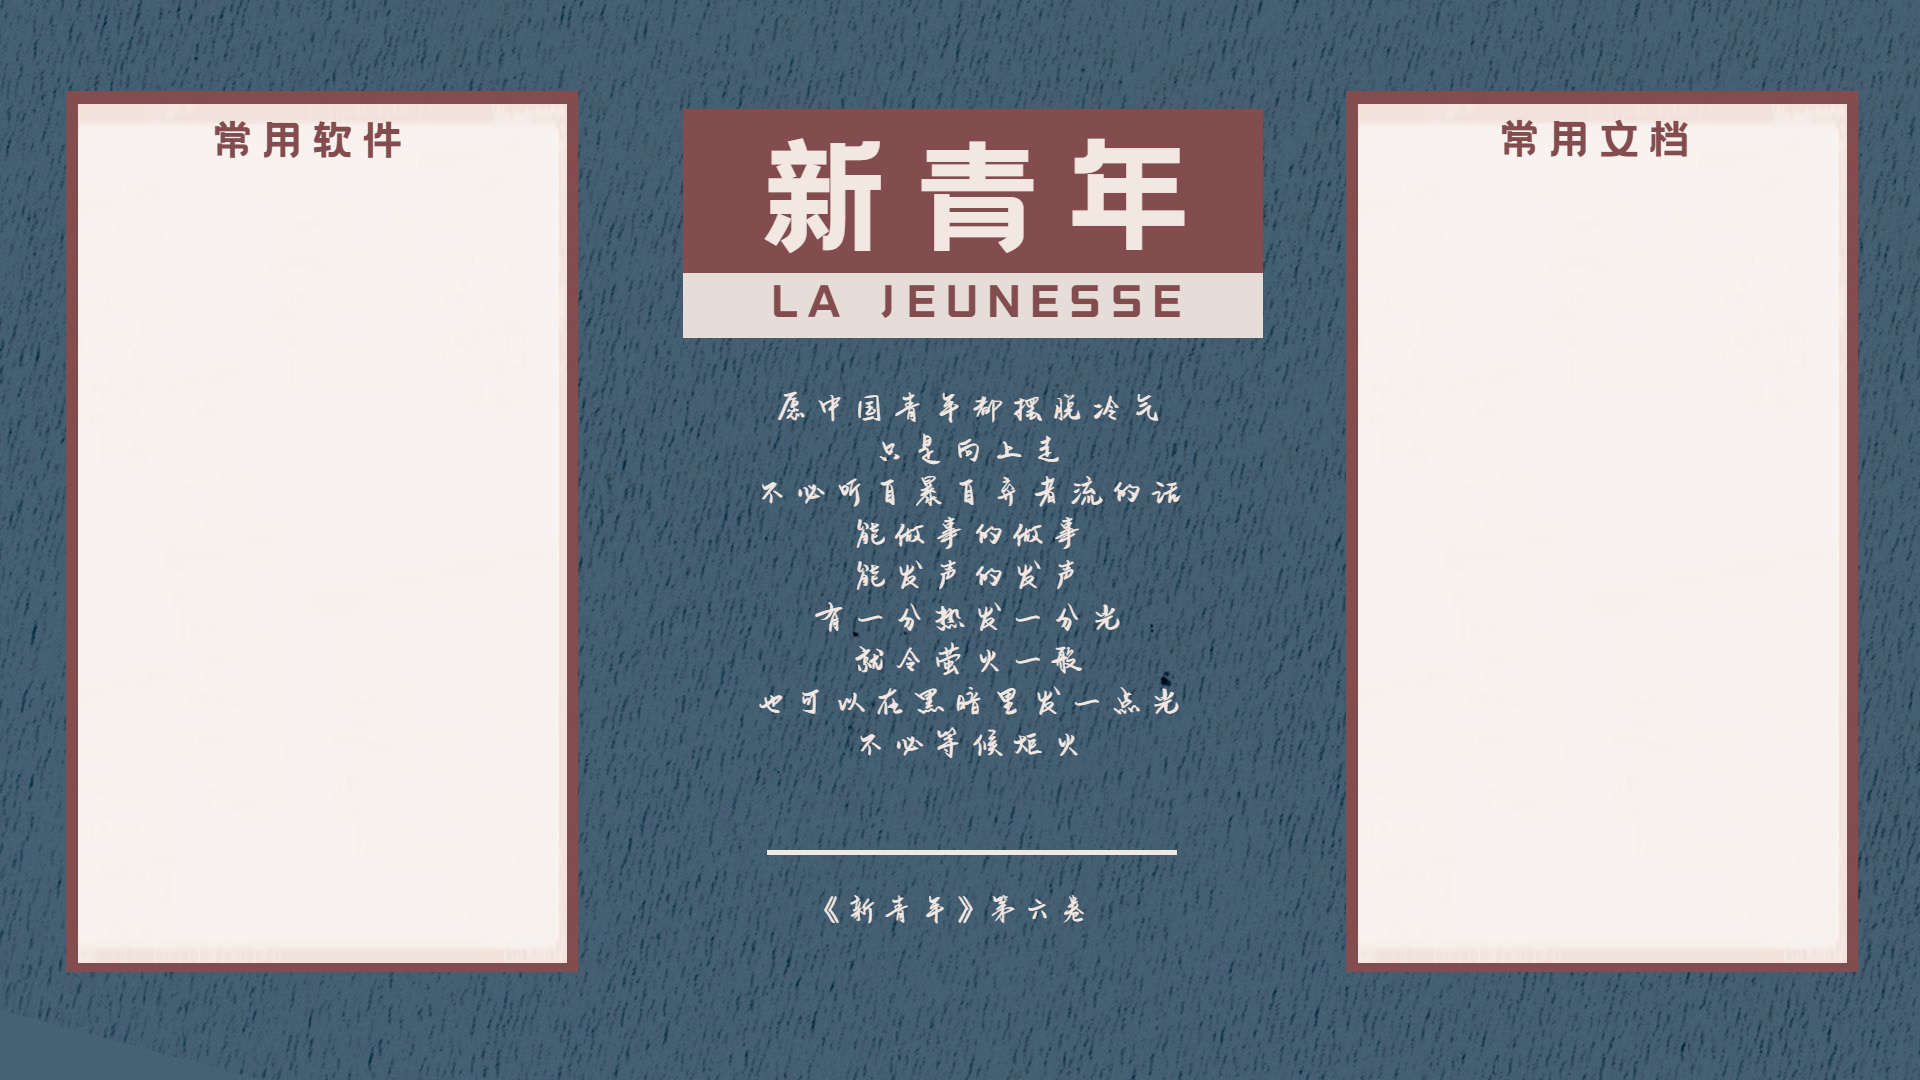 常用软件
新青年
LA JEUNESSE
愿中国青年都摆脱冷气
只是向上走
不必听自暴自弃者流的话
能做事的做事
能发声的发声
有一分热发一分光
就令萤火一般
也可以在黑暗里发一点光
不必等候炬火
《新青年》第六卷
常用文档